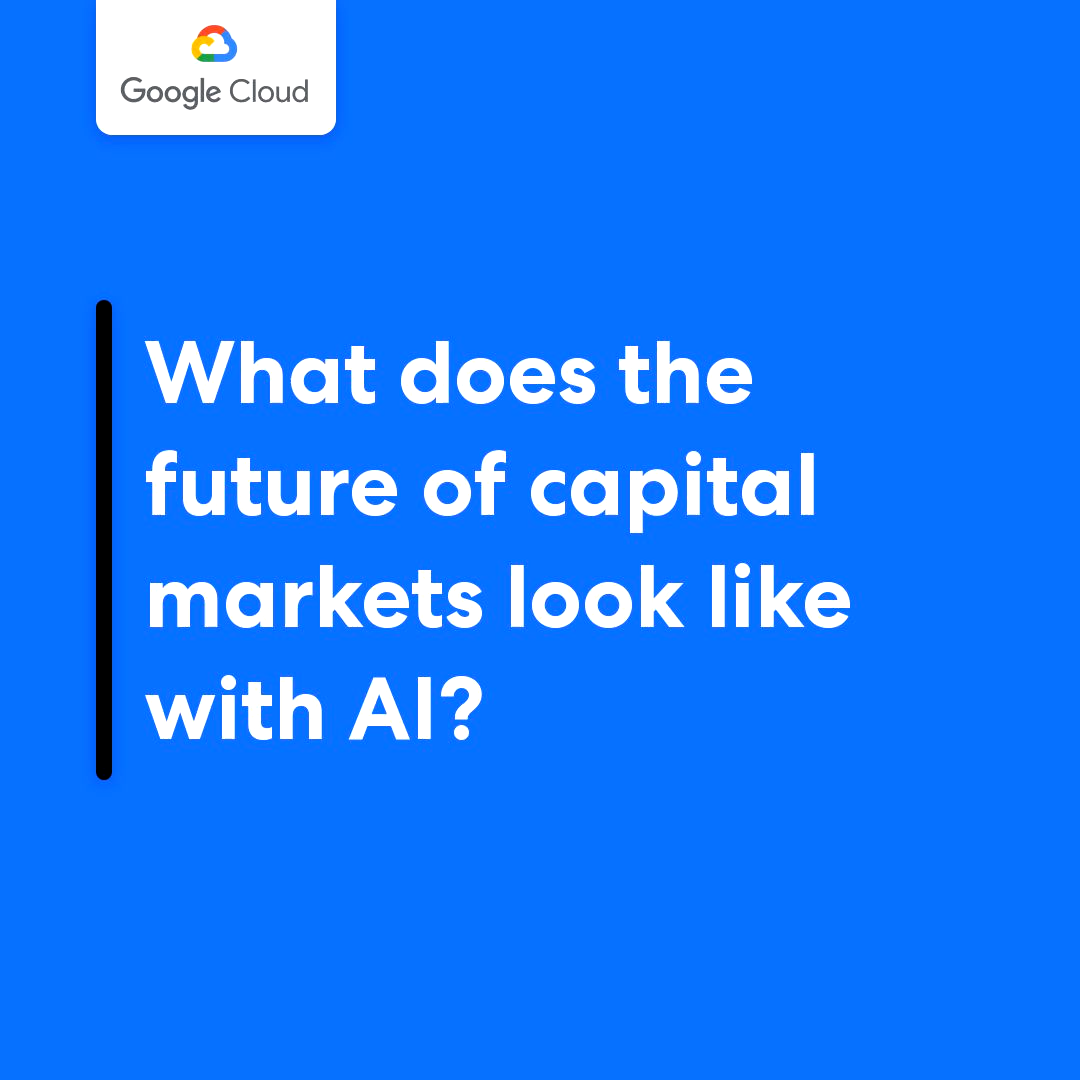 Google Cloud
What does the
future of capital
markets look like
with AI?